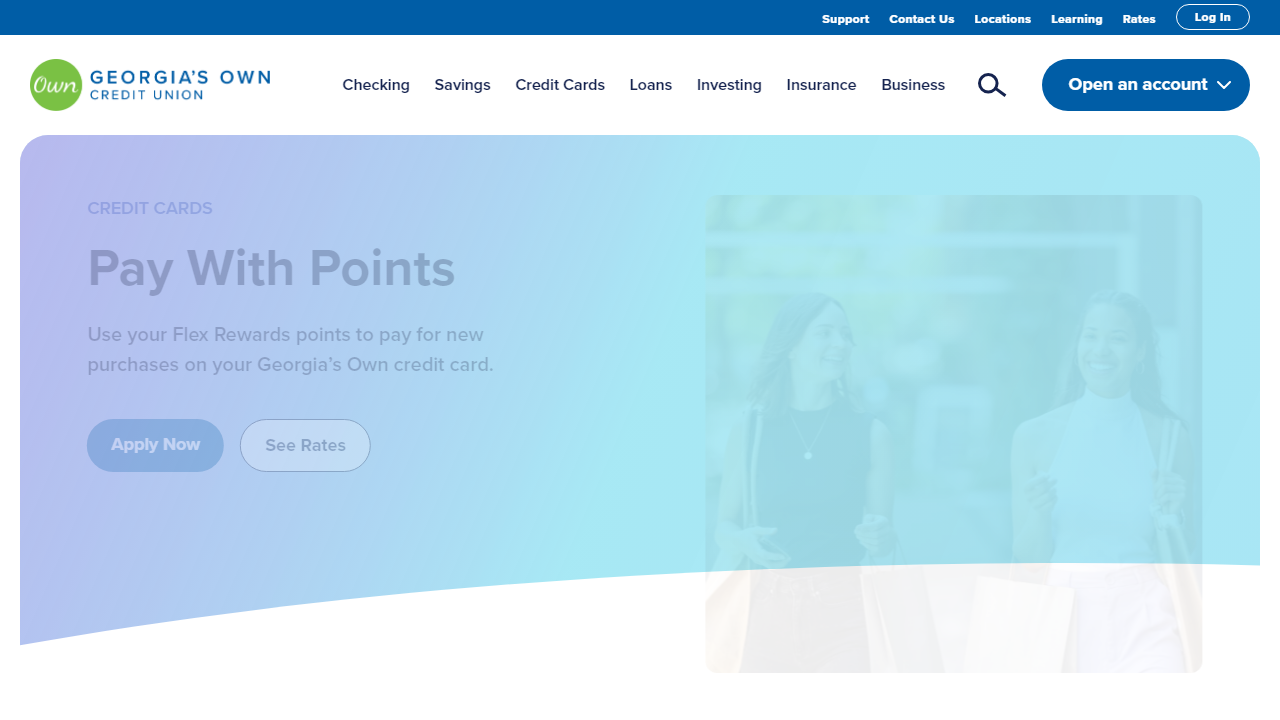 Support Contact Us Locations Learning Rates Log In
Own GEORGIA'S OWN
CREDIT UNION
Checking Savings Credit Cards Loans Investing Insurance Business Open an account
CREDIT CARDS
Pay With Points
Use your Flex Rewards points to pay for new
purchases on your Georgia’s Own credit card.
Apply Now See Rates